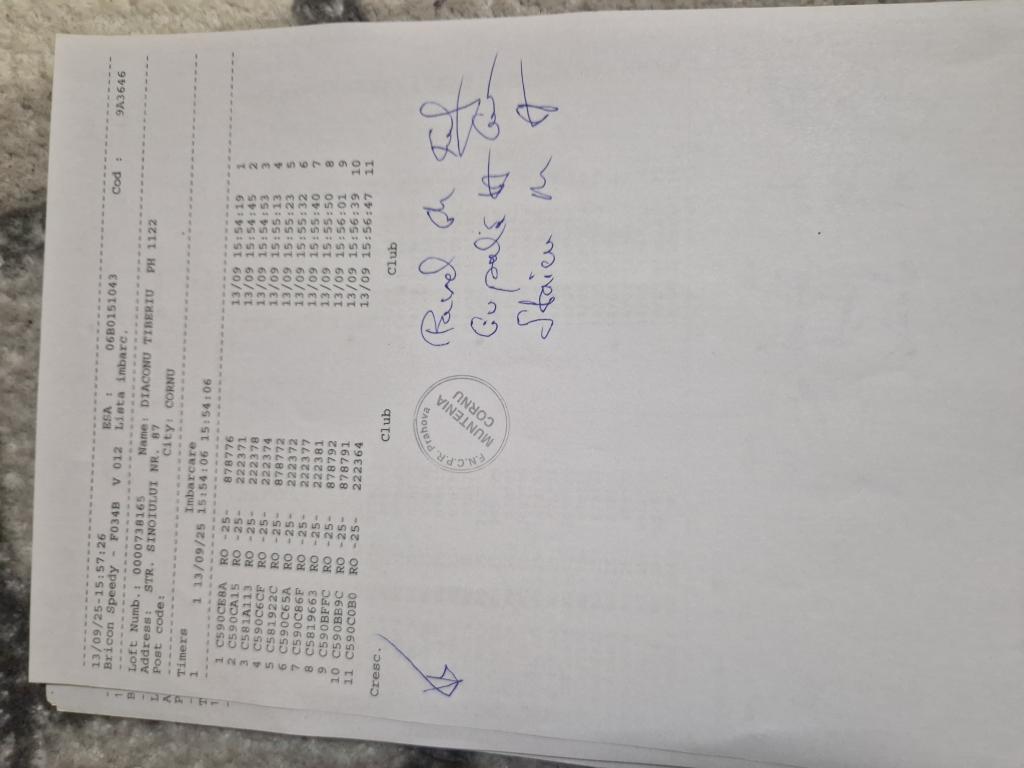 13/09/25-15:57:26 ESA : 06B0151043 Cod : 9A3646
Bricon Speedy - F034B V 012 Lista imbarc.
Loft Numb.: 0000738165 Name: DIACONU TIBERIU PH 1122
Address: STR. SINOIULUI NR. 87
Post code: City: CORNU
Timers Imbarcare
1 1 13/09/25 15:54:06 15:54:06
1 C590CE8A RO -25- 878776 13/09 15:54:19 1
2 C590CA15 RO -25- 222371 13/09 15:54:45 2
3 C581A113 RO -25- 222378 13/09 15:54:53 3
4 C590C6CF RO -25- 222374 13/09 15:55:13 4
5 C581922C RO -25- 878772 13/09 15:55:23 5
6 C590C65A RO -25- 222372 13/09 15:55:32 6
7 C590C86F RO -25- 222377 13/09 15:55:40 7
8 C5819663 RO -25- 222381 13/09 15:55:50 8
9 C590BFFC RO -25- 878792 13/09 15:56:01 9
10 C590BB9C RO -25- 878791 13/09 15:56:39 10
11 C590C0B0 RO -25- 222364 13/09 15:56:47 11
Cresc. Club Club
F.N.C.P.R. Prahova
MUNTENIA
CORNU